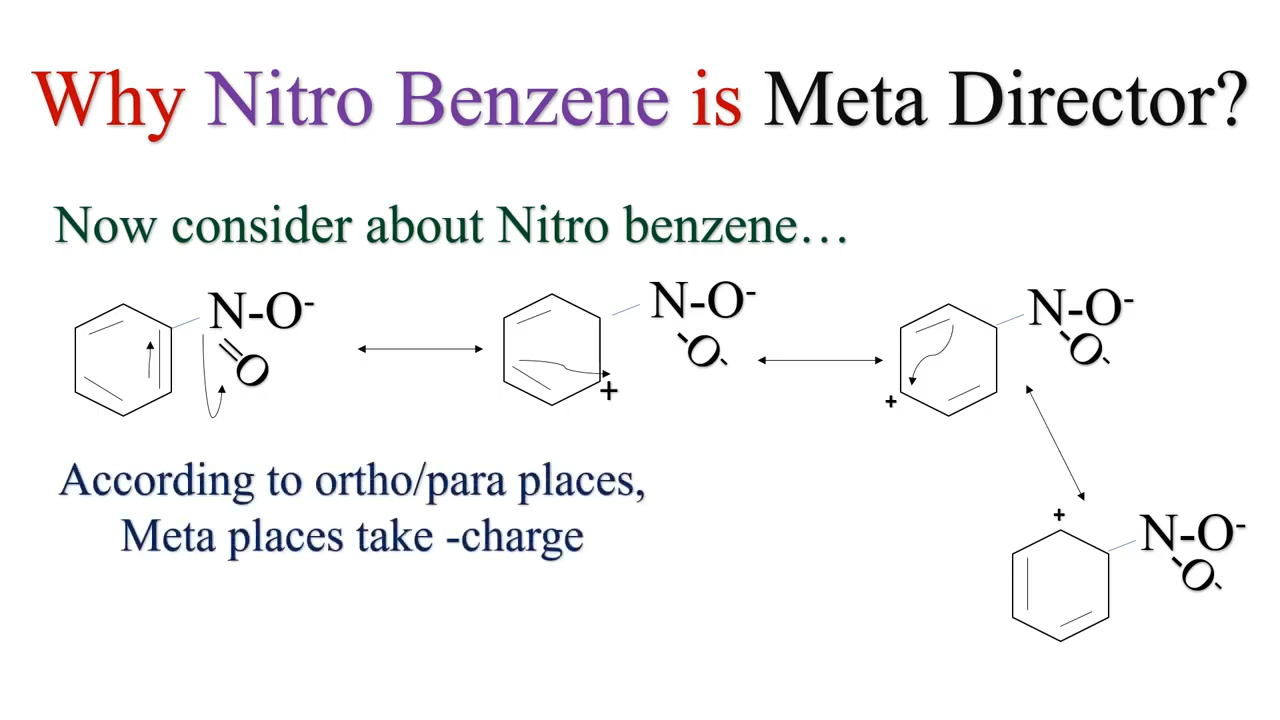 Why Nitro Benzene is Meta Director?
Now consider about Nitro benzene…
N-O-
O
+
N-O-
O-
+
N-O-
O-
According to ortho/para places,
Meta places take -charge
+
N-O-
O-